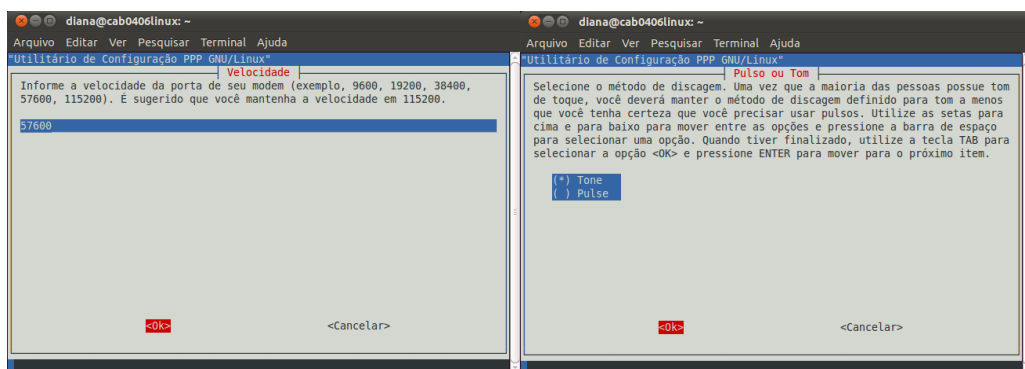 diana@cab0406linux: ~
Arquivo Editar Ver Pesquisar Terminal Ajuda
"Utilitário de Configuração PPP GNU/Linux"
Velocidade
Informe a velocidade da porta de seu modem (exemplo, 9600, 19200, 38400,
57600, 115200). É sugerido que você mantenha a velocidade em 115200.
57600
<Ok> <Cancelar>
diana@cab0406linux: ~
Arquivo Editar Ver Pesquisar Terminal Ajuda
"Utilitário de Configuração PPP GNU/Linux"
Pulso ou Tom
Selecione o método de discagem. Uma vez que a maioria das pessoas possue tom
de toque, você deverá manter o método de discagem definido para tom a menos
que você tenha certeza que você precisar usar pulsos. Utilize as setas para
cima e para baixo para mover entre as opções e pressione a barra de espaço
para selecionar uma opção. Quando tiver finalizado, utilize a tecla TAB para
selecionar a opção <OK> e pressione ENTER para mover para o próximo item.
(*) Tone
( ) Pulse
<Ok> <Cancelar>